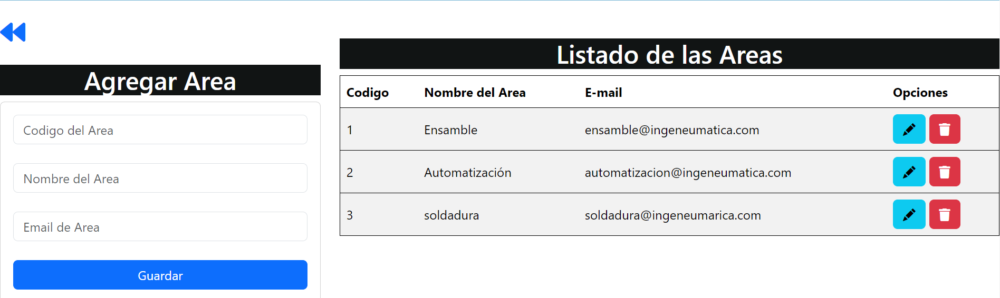 Agregar Area
Codigo del Area
Nombre del Area
Email de Area
Guardar
Listado de las Areas
Codigo Nombre del Area E-mail Opciones
1 Ensamble ensamble@ingeneumatica.com
2 Automatización automatizacion@ingeneumatica.com
3 soldadura soldadura@ingeneumarica.com